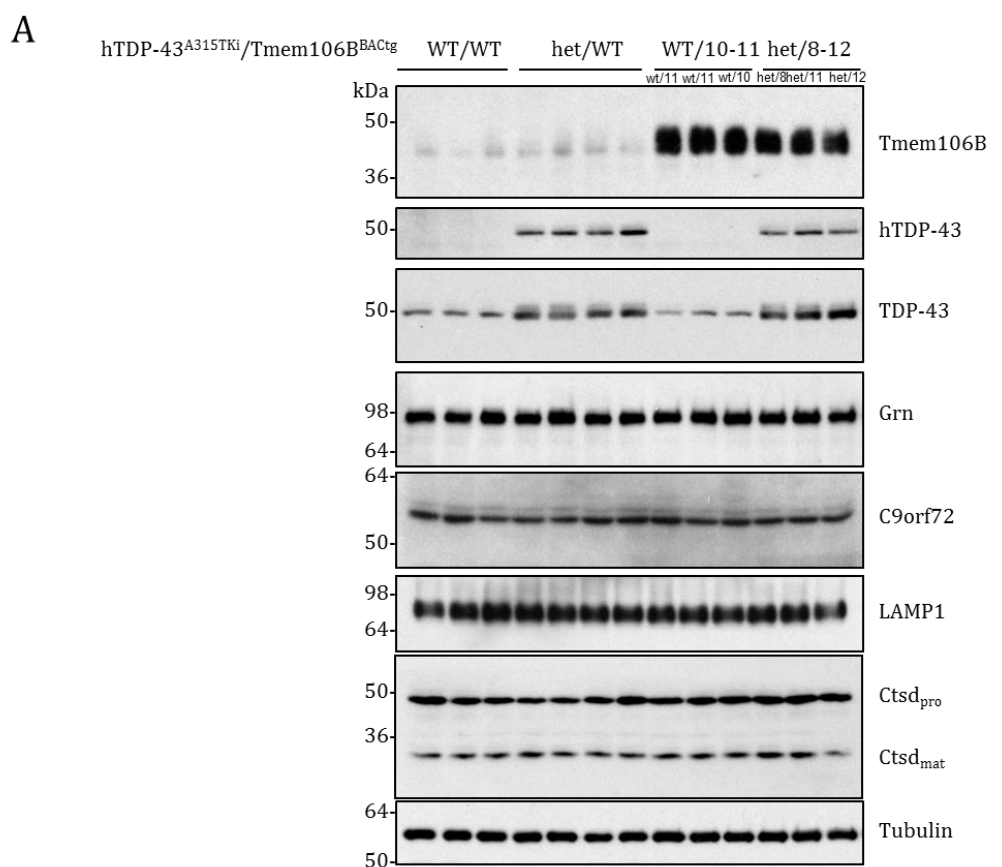 A
hTDP-43A315TKi/Tmem106BBACtg WT/WT het/WT WT/10-11 het/8-12
wt/11 wt/11 wt/10 het/8 het/11 het/12
kDa
50
Tmem106B
36
50 hTDP-43
50 TDP-43
98 Grn
64
64
C9orf72
50
98
LAMP1
64
50 Ctsdpro
36
Ctsdmat
64
Tubulin
50